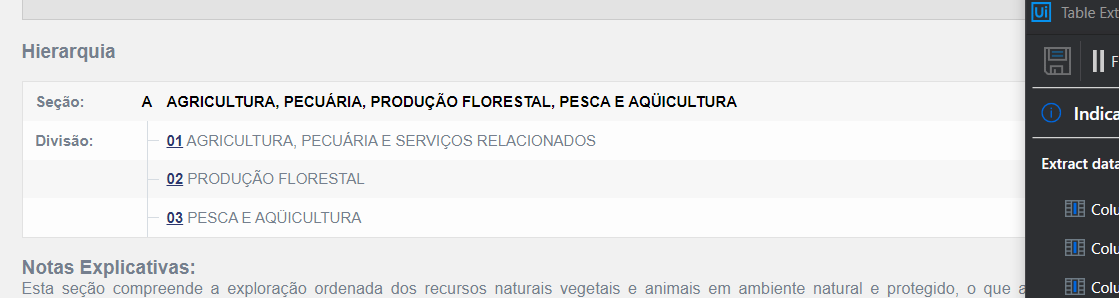 Hierarquia
Seção: A AGRICULTURA, PECUÁRIA, PRODUÇÃO FLORESTAL, PESCA E AQÜICULTURA
Divisão: 01 AGRICULTURA, PECUÁRIA E SERVIÇOS RELACIONADOS
02 PRODUÇÃO FLORESTAL
03 PESCA E AQÜICULTURA
Notas Explicativas:
Esta seção compreende a exploração ordenada dos recursos naturais vegetais e animais em ambiente natural e protegido, o que a
Ui Table Ext
F
Indica
Extract data
Colu
Colu
Colu